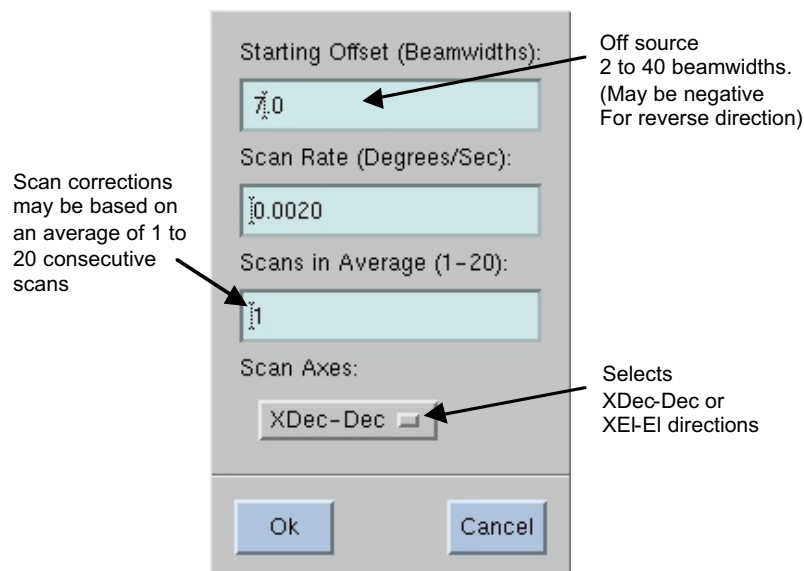 Starting Offset (Beamwidths):
7.0
Off source
2 to 40 beamwidths.
(May be negative
For reverse direction)
Scan Rate (Degrees/Sec):
0.0020
Scan corrections
may be based on
an average of 1 to
20 consecutive
scans
Scans in Average (1-20):
1
Scan Axes:
XDec-Dec
Selects
XDec-Dec or
XEl-El directions
Ok
Cancel